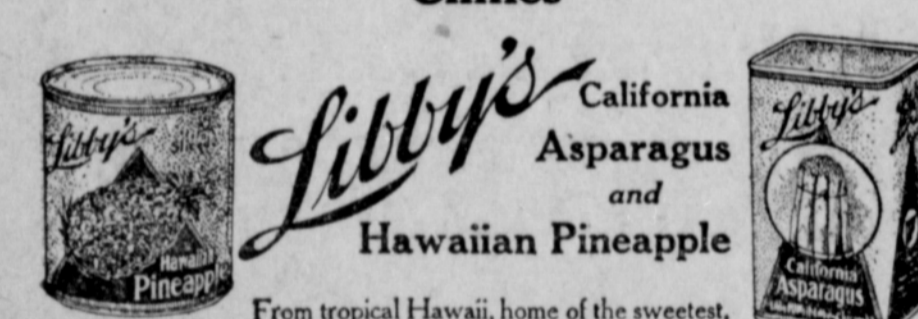 Libby's California
Asparagus
and
Hawaiian Pineapple
From tropical Hawaii, home of the sweetest,
Libby's
Hawaiian
Pineapple
Libby's
California
Asparagus